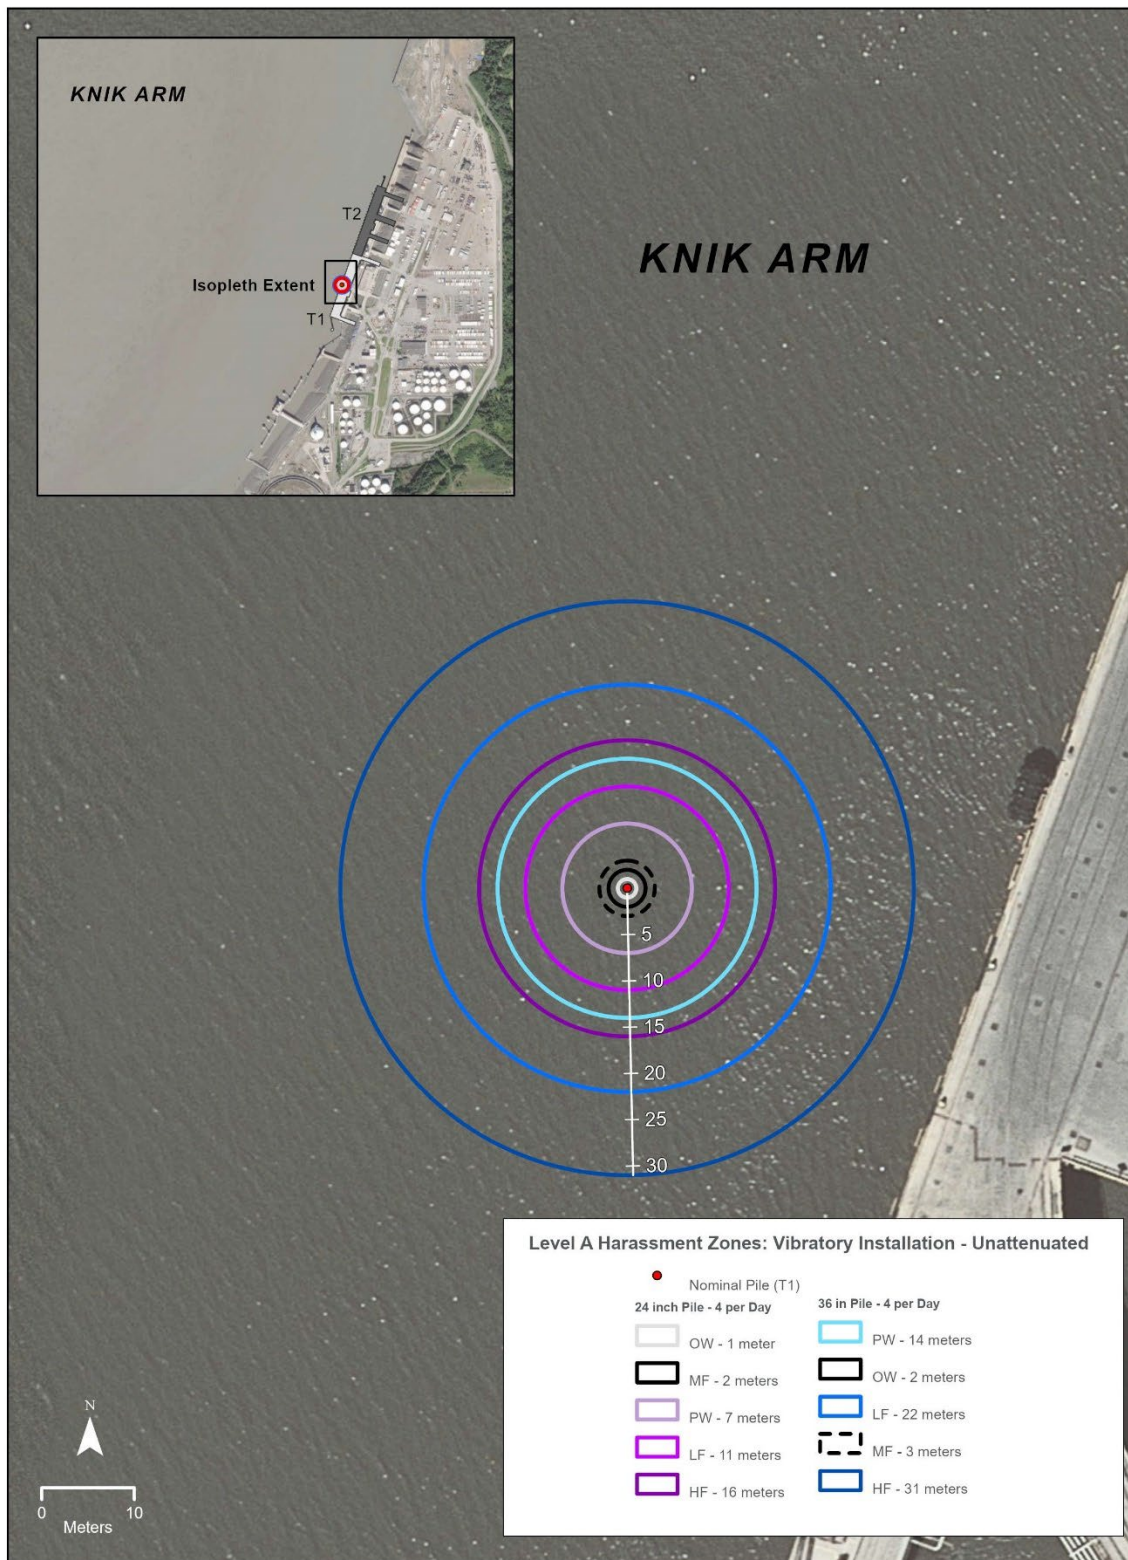 KNIK ARM
T2
Isopleth Extent
T1
KNIK ARM
5
10
15
20
25
30
Level A Harassment Zones: Vibratory Installation - Unattenuated
Nominal Pile (T1)
24 inch Pile - 4 per Day
OW - 1 meter
MF - 2 meters
PW - 7 meters
LF - 11 meters
HF - 16 meters
36 in Pile - 4 per Day
PW - 14 meters
OW - 2 meters
LF - 22 meters
MF - 3 meters
HF - 31 meters
N
0 10
Meters